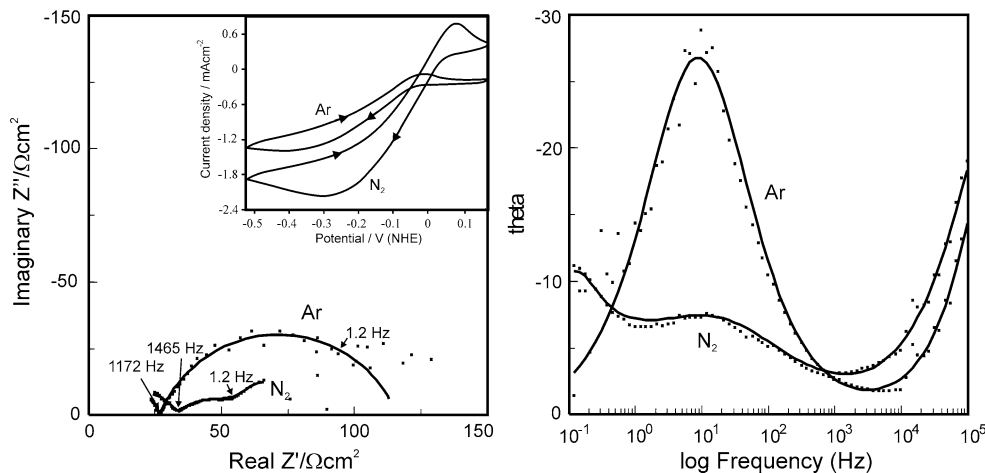 -150
-100
-50
0
Imaginary Z"/Ωcm²
0
50
100
150
Real Z'/Ωcm²
Ar
1.2 Hz
1465 Hz
1172 Hz
1.2 Hz
N₂
0.6
0
-0.6
-1.2
-1.8
-2.4
Current density / mAcm⁻²
Ar
N₂
-0.5
-0.4
-0.3
-0.2
-0.1
0
0.1
Potential / V (NHE)
-30
-20
-10
0
theta
Ar
N₂
10⁻¹
10⁰
10¹
10²
10³
10⁴
10⁵
log Frequency (Hz)